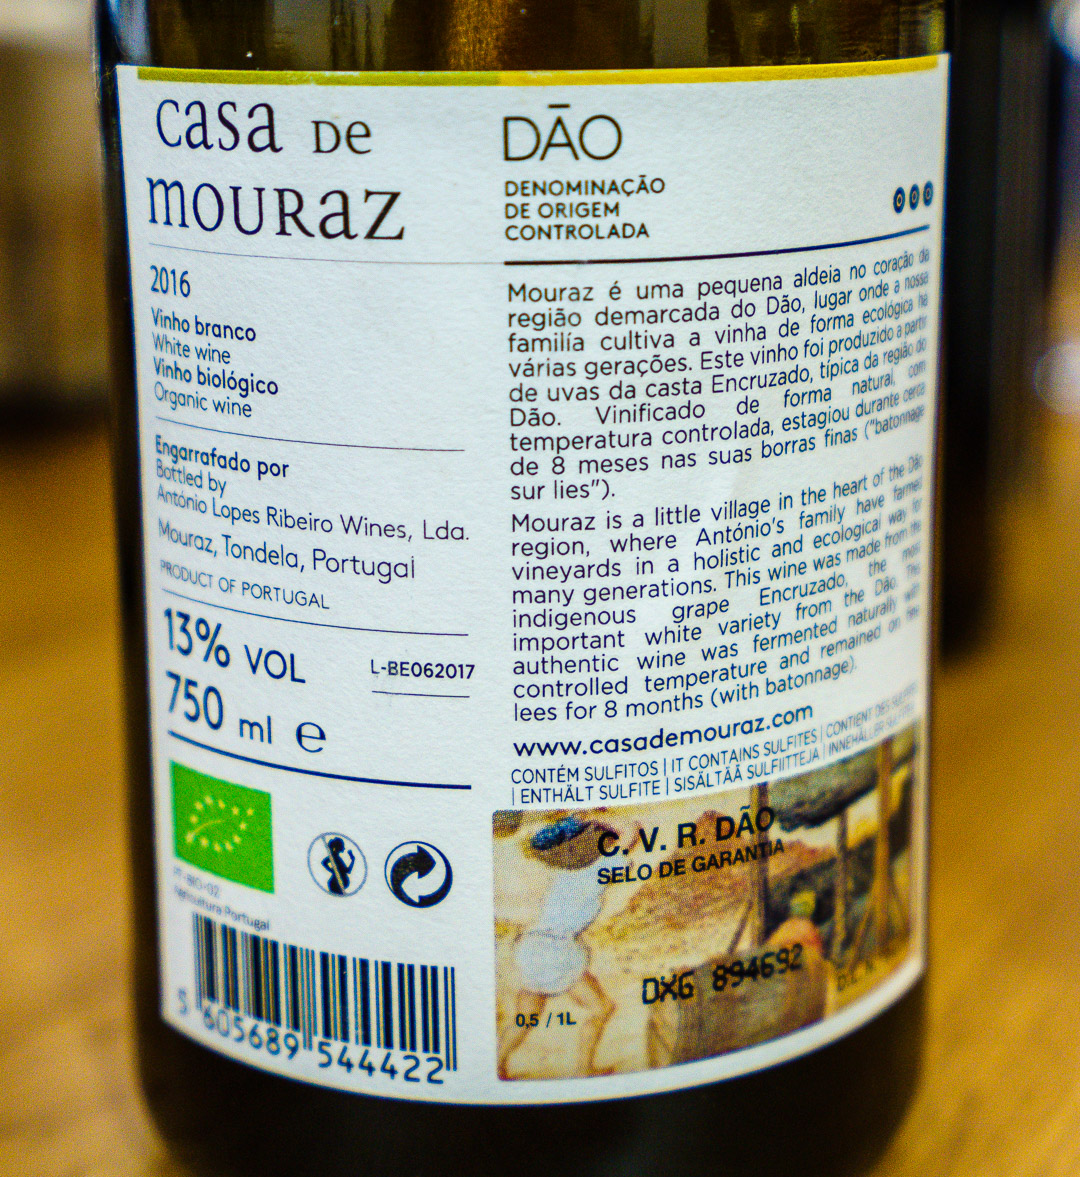 casa de
mouraz
2016
Vinho branco
White wine
Vinho biológico
Organic wine
Engarrafado por
Bottled by
António Lopes Ribeiro Wines, Lda.
Mouraz, Tondela, Portugal
PRODUCT OF PORTUGAL
13% VOL
L-BE062017
750 ml e
PT-BIO-02
Agricultura Portugal
5 605689 544422
DÃO
DENOMINAÇÃO
DE ORIGEM
CONTROLADA
Mouraz é uma pequena aldeia no coração da
região demarcada do Dão, lugar onde a nossa
família cultiva a vinha de forma ecológica há
várias gerações. Este vinho foi produzido a partir
de uvas da casta Encruzado, típica da região do
Dão. Vinificado de forma natural, com
temperatura controlada, estagiou durante cerca
de 8 meses nas suas borras finas ("batonnage
sur lies").
Mouraz is a little village in the heart of the Dão
region, where António's family have farmed
vineyards in a holistic and ecological way for
many generations. This wine was made from the
indigenous grape Encruzado, the most
important white variety from the Dão. This
authentic wine was fermented naturally with
controlled temperature and remained on fine
lees for 8 months (with batonnage).
www.casademouraz.com
CONTÉM SULFITOS | IT CONTAINS SULFITES | CONTIENT DES SULFITES
| ENTHÄLT SULFITE | SISÄLTÄÄ SULFIITTEJA | INNEHÅLLER
C. V. R. DÃO
SELO DE GARANTIA
DXG 894692
0,5 / 1L